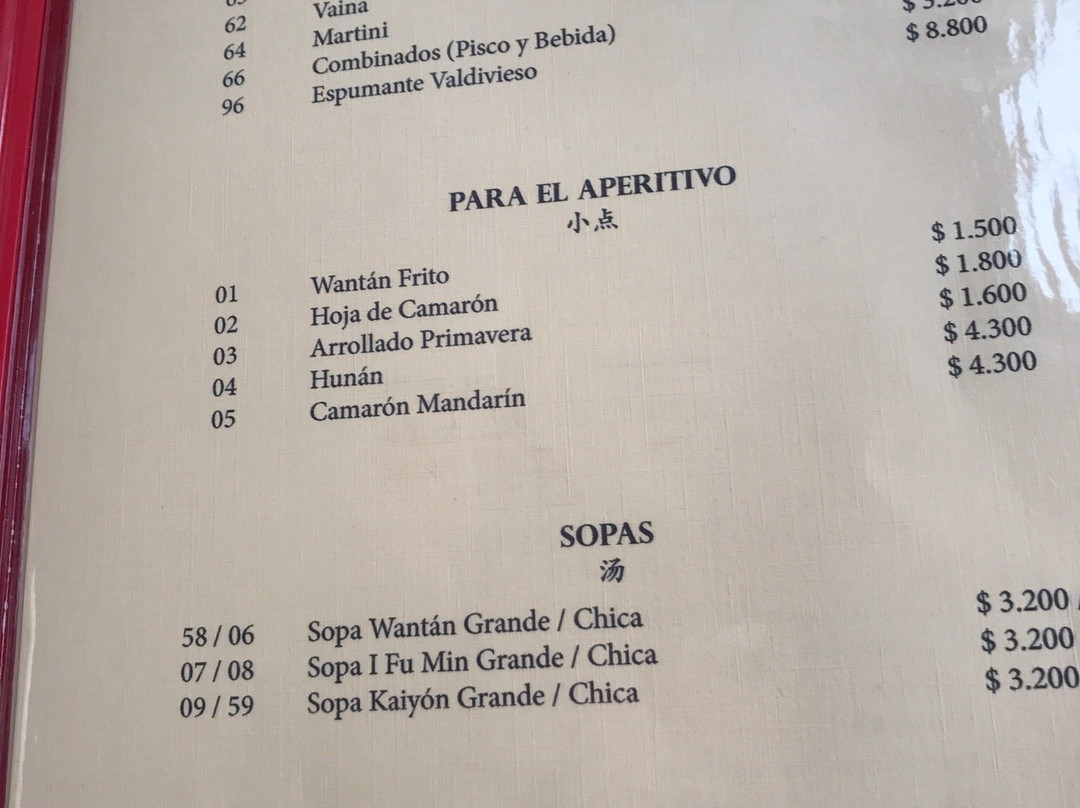 62 Vaina
64 Martini $ 8.800
66 Combinados (Pisco y Bebida)
96 Espumante Valdivieso
PARA EL APERITIVO
小点
01 Wantán Frito $ 1.500
02 Hoja de Camarón $ 1.800
03 Arrollado Primavera $ 1.600
04 Hunán $ 4.300
05 Camarón Mandarín $ 4.300
SOPAS
汤
58 / 06 Sopa Wantán Grande / Chica $ 3.200
07 / 08 Sopa I Fu Min Grande / Chica $ 3.200
09 / 59 Sopa Kaiyón Grande / Chica $ 3.200